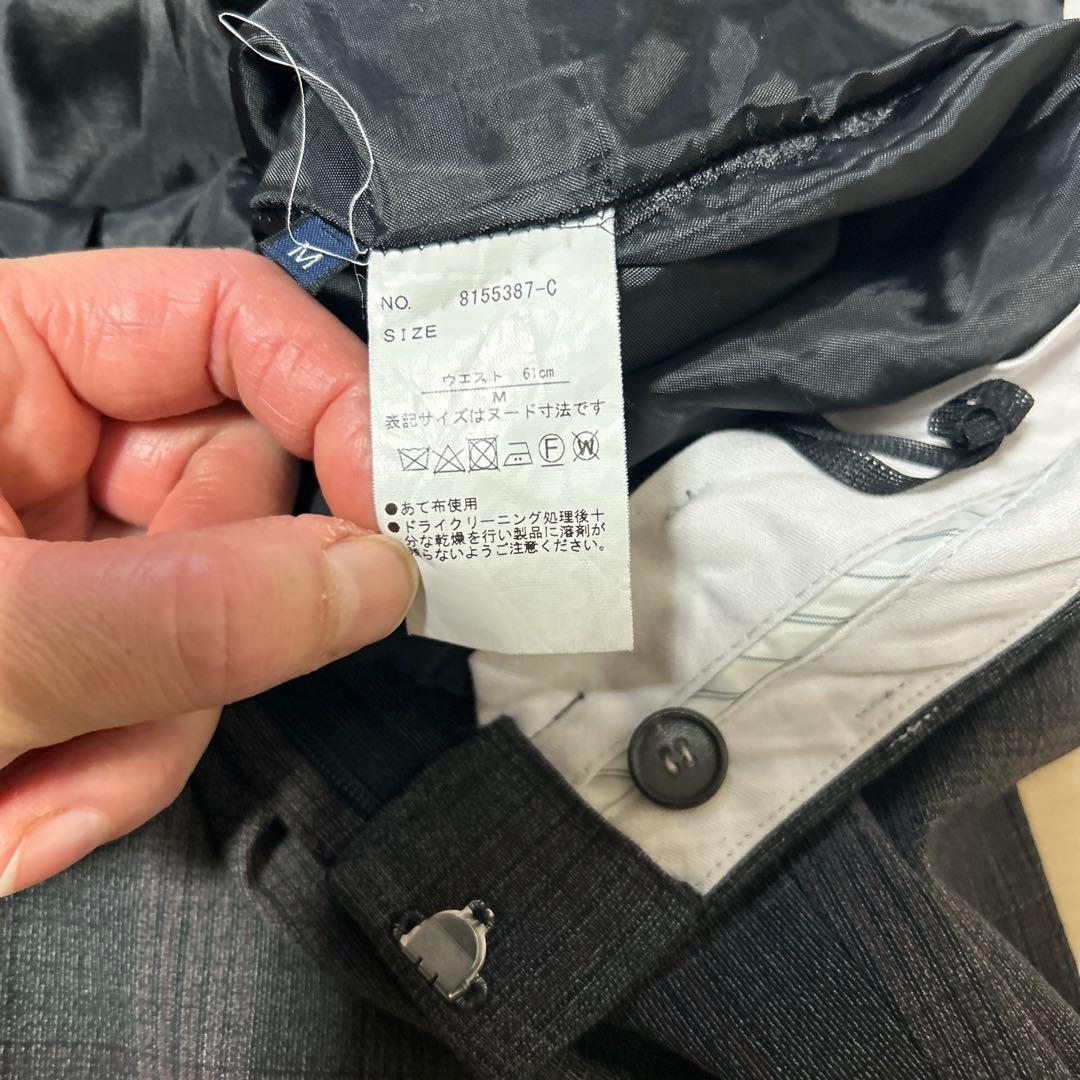 M
NO. 8155387-C
SIZE
ウエスト 61cm
M
表記サイズはヌード寸法です
F W
●あて布使用
●ドライクリーニング処理後十
分な乾燥を行い製品に溶剤が
残らないようご注意ください。